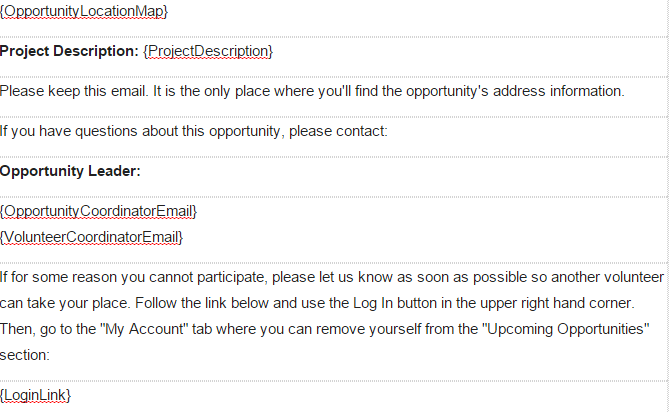 {OpportunityLocationMap}
Project Description: {ProjectDescription}
Please keep this email. It is the only place where you'll find the opportunity's address information.
If you have questions about this opportunity, please contact:
Opportunity Leader:
{OpportunityCoordinatorEmail}
{VolunteerCoordinatorEmail}
If for some reason you cannot participate, please let us know as soon as possible so another volunteer
can take your place. Follow the link below and use the Log In button in the upper right hand corner.
Then, go to the "My Account" tab where you can remove yourself from the "Upcoming Opportunities"
section:
{LoginLink}